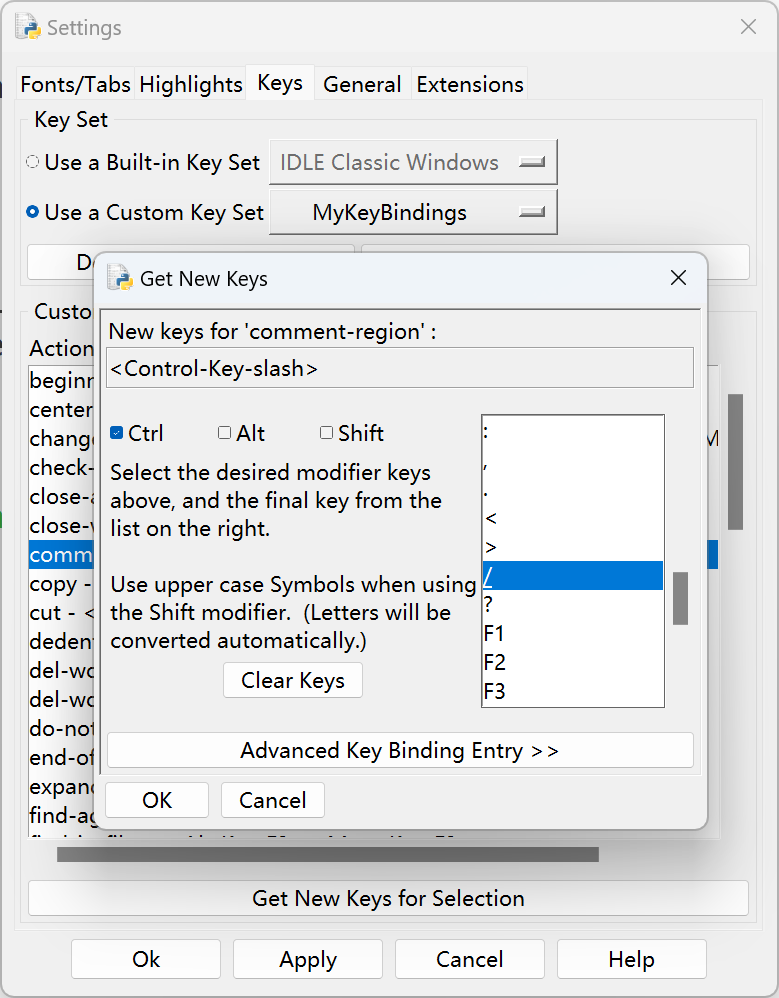 Settings
Fonts/Tabs Highlights Keys General Extensions
Key Set
Use a Built-in Key Set IDLE Classic Windows
Use a Custom Key Set MyKeyBindings
Get New Keys
New keys for 'comment-region' :
<Control-Key-slash>
Ctrl Alt Shift
Select the desired modifier keys
above, and the final key from the
list on the right.
Use upper case Symbols when using
the Shift modifier. (Letters will be
converted automatically.)
Clear Keys
:
,
.
<
>
/
?
F1
F2
F3
Advanced Key Binding Entry >>
OK Cancel
Custo
Action
beginn
center
change
check-
close-a
close-w
comm
copy -
cut - <
dedent
del-wo
del-wo
do-not
end-of
expand
find-ag
Get New Keys for Selection
Ok Apply Cancel Help